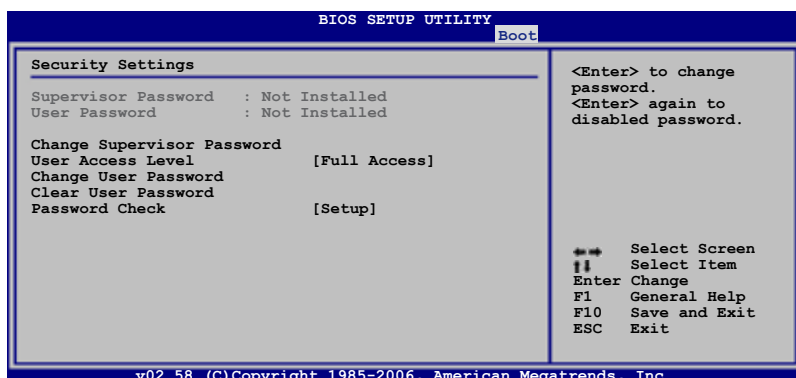 BIOS SETUP UTILITY
Boot
Security Settings
Supervisor Password : Not Installed
User Password : Not Installed
Change Supervisor Password
User Access Level [Full Access]
Change User Password
Clear User Password
Password Check [Setup]
<Enter> to change
password.
<Enter> again to
disabled password.
←→ Select Screen
↑↓ Select Item
Enter Change
F1 General Help
F10 Save and Exit
ESC Exit
v02.58 (C)Copyright 1985-2006, American Megatrends, Inc.